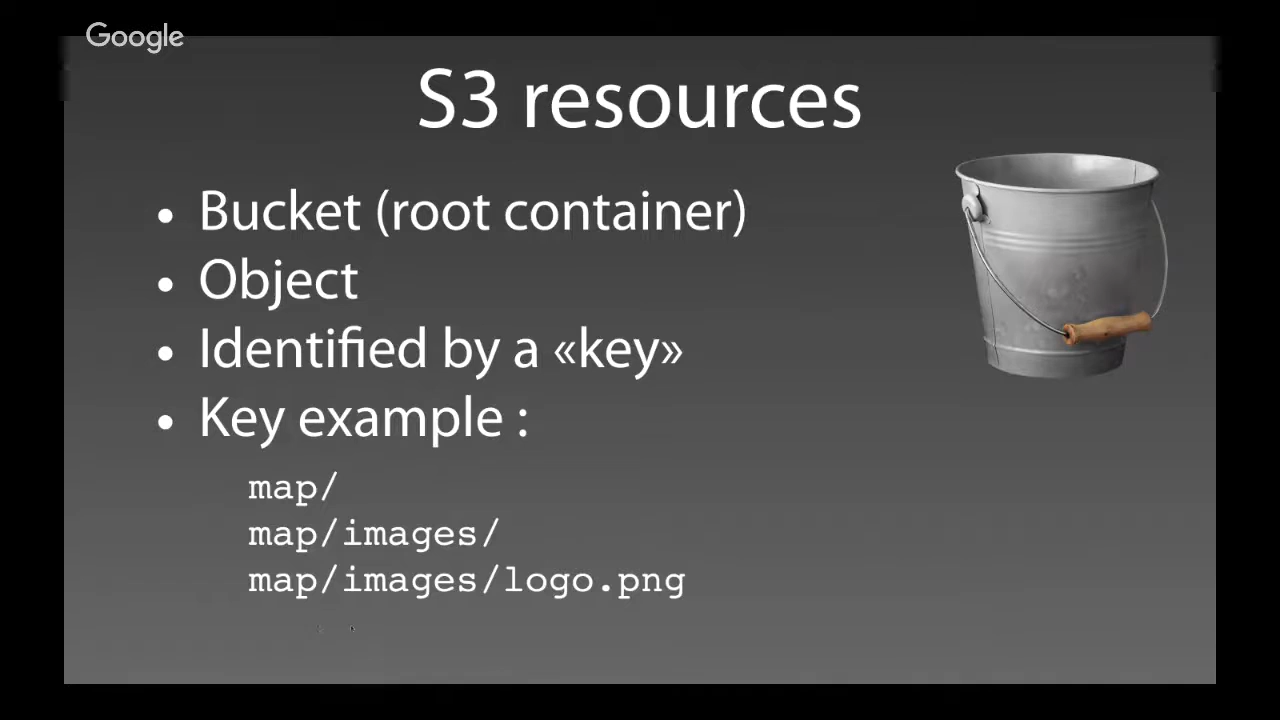 Google
S3 resources
• Bucket (root container)
• Object
• Identified by a «key»
• Key example :
map/
map/images/
map/images/logo.png